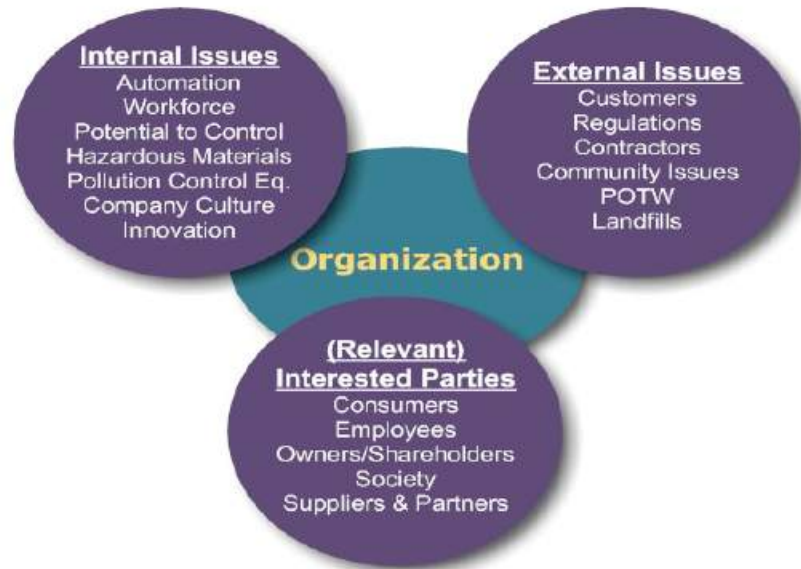 Internal Issues
Automation
Workforce
Potential to Control
Hazardous Materials
Pollution Control Eq.
Company Culture
Innovation
External Issues
Customers
Regulations
Contractors
Community Issues
POTW
Landfills
Organization
(Relevant)
Interested Parties
Consumers
Employees
Owners/Shareholders
Society
Suppliers & Partners